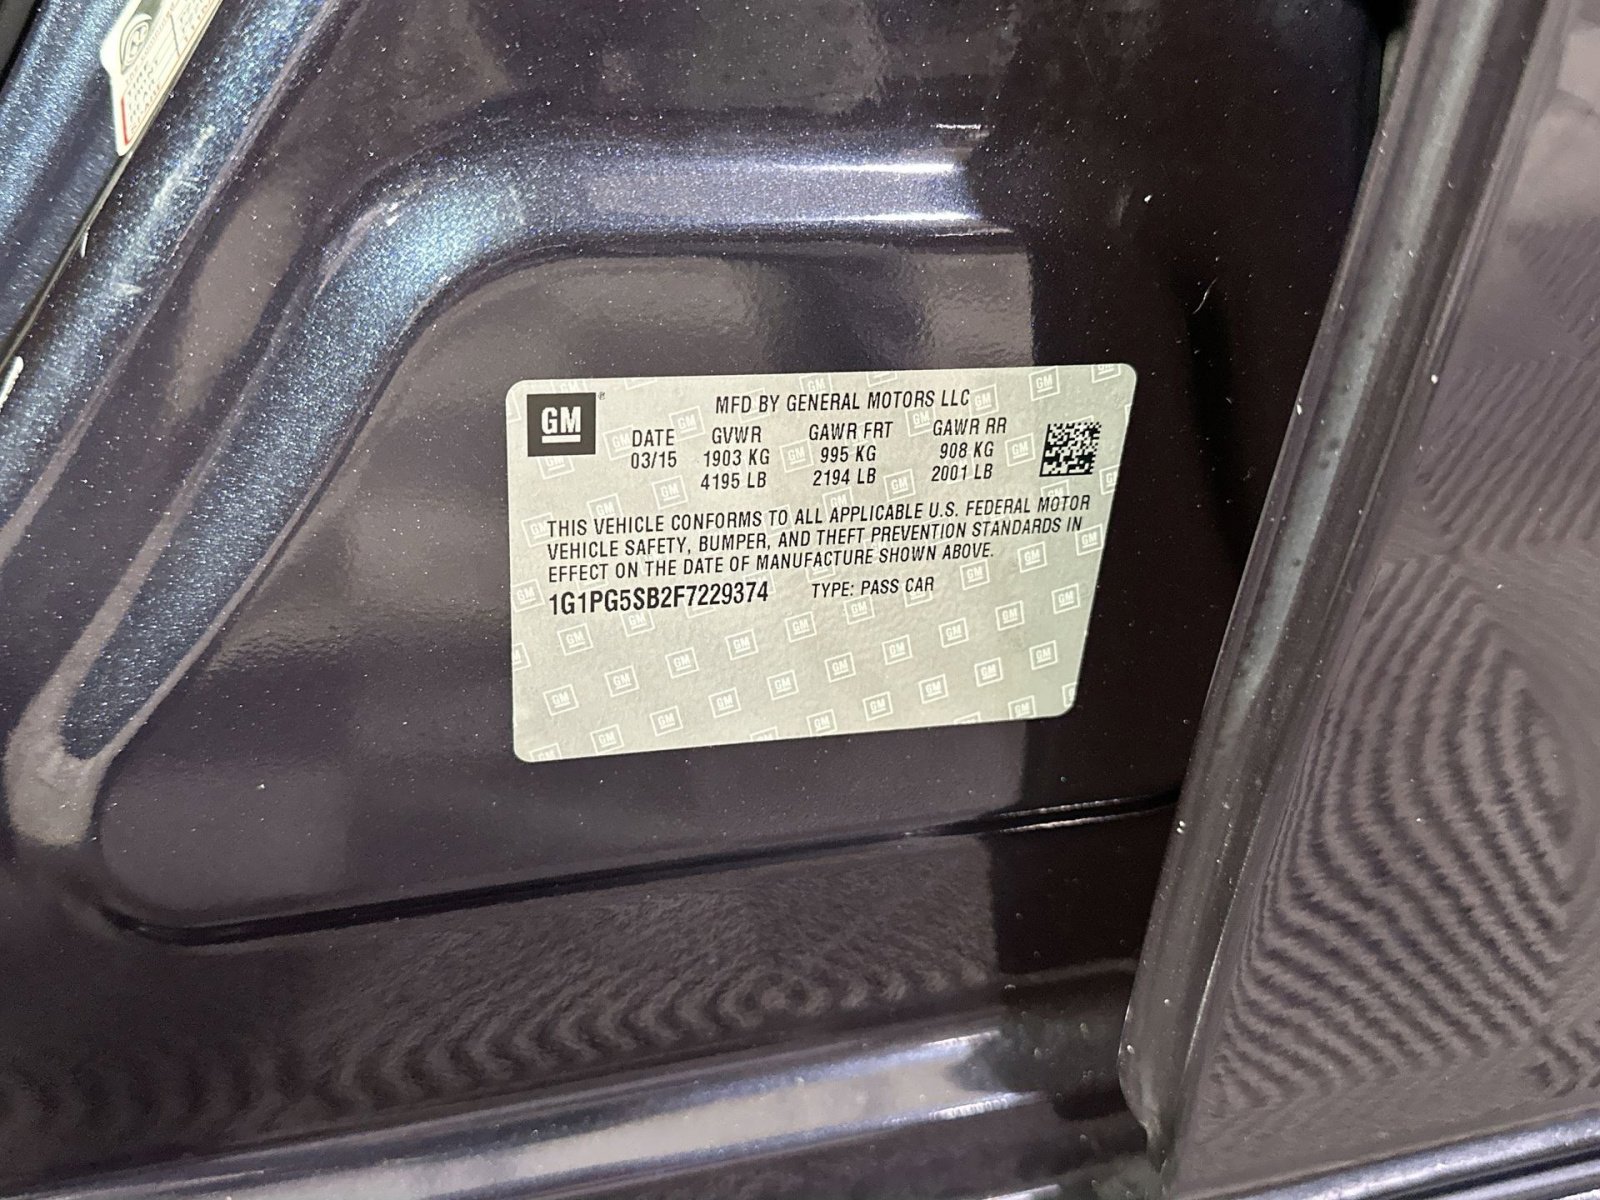 GM
MFD BY GENERAL MOTORS LLC
DATE GVWR GAWR FRT GAWR RR
03/15 1903 KG 995 KG 908 KG
4195 LB 2194 LB 2001 LB
THIS VEHICLE CONFORMS TO ALL APPLICABLE U.S. FEDERAL MOTOR
VEHICLE SAFETY, BUMPER, AND THEFT PREVENTION STANDARDS IN
EFFECT ON THE DATE OF MANUFACTURE SHOWN ABOVE.
1G1PG5SB2F7229374 TYPE: PASS CAR